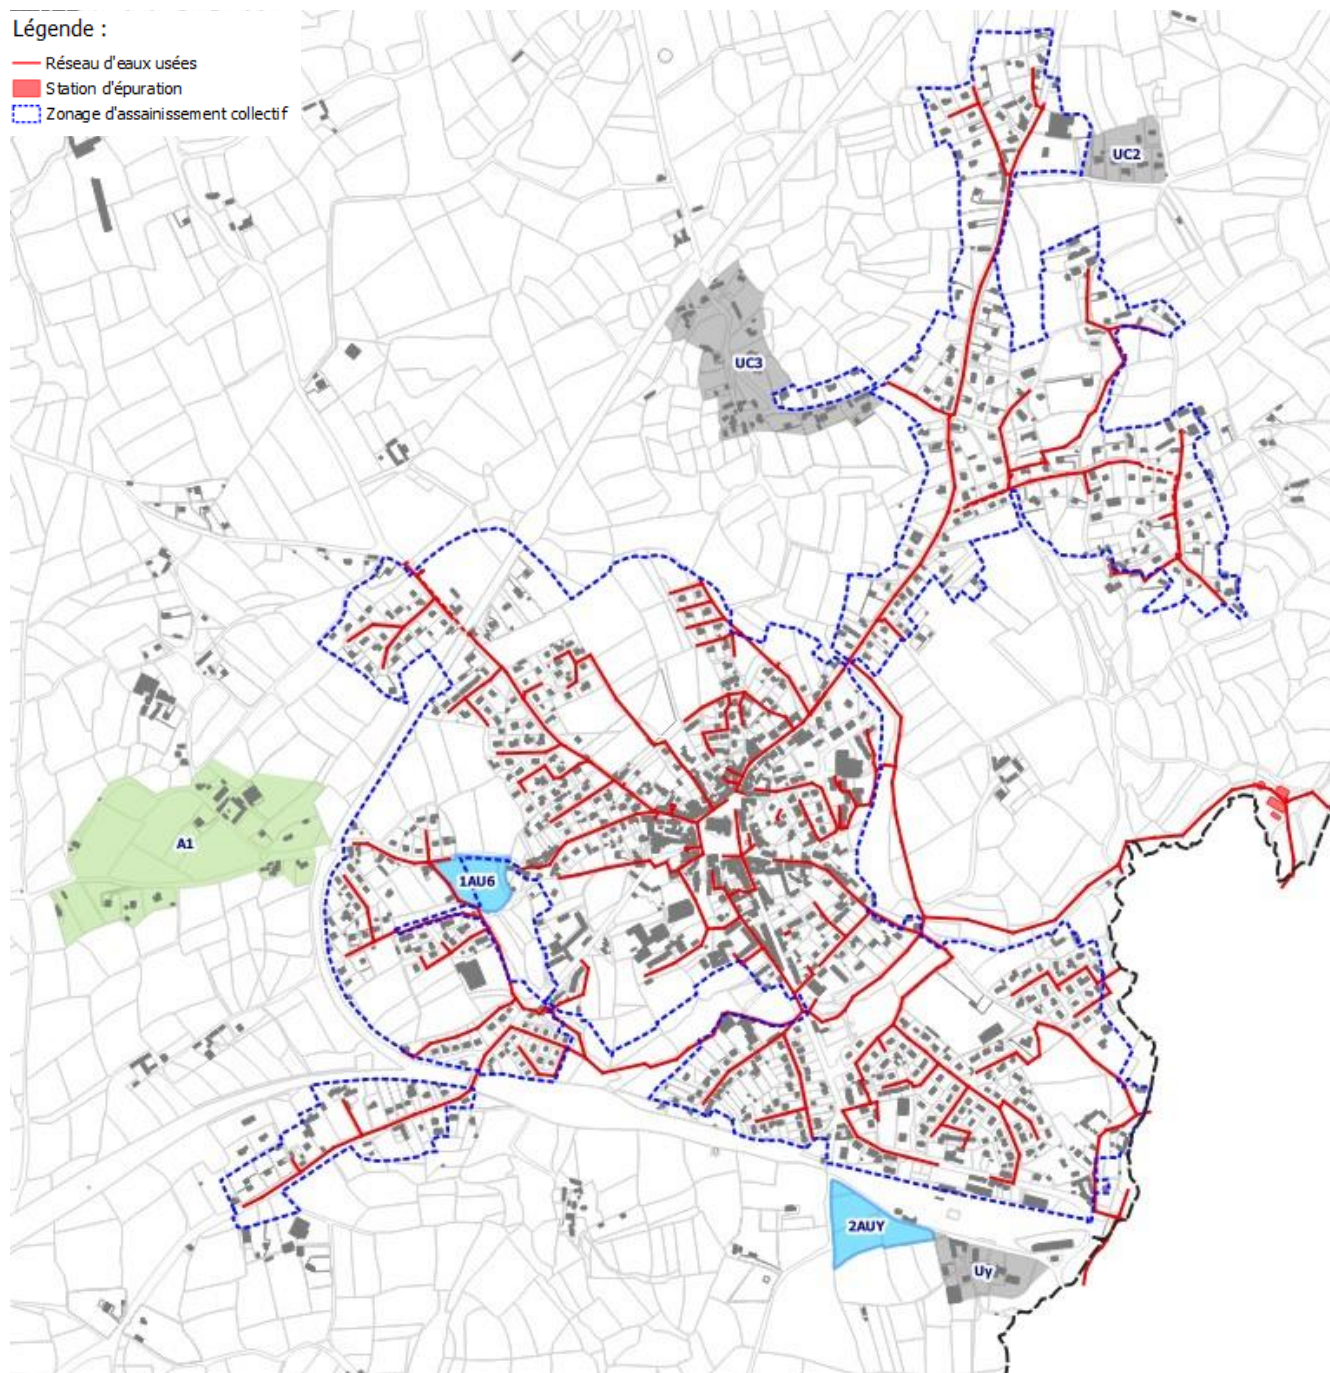 Légende :
Réseau d'eaux usées
Station d'épuration
Zonage d'assainissement collectif
UC2
UC3
A1
1AU6
2AUY
Uy